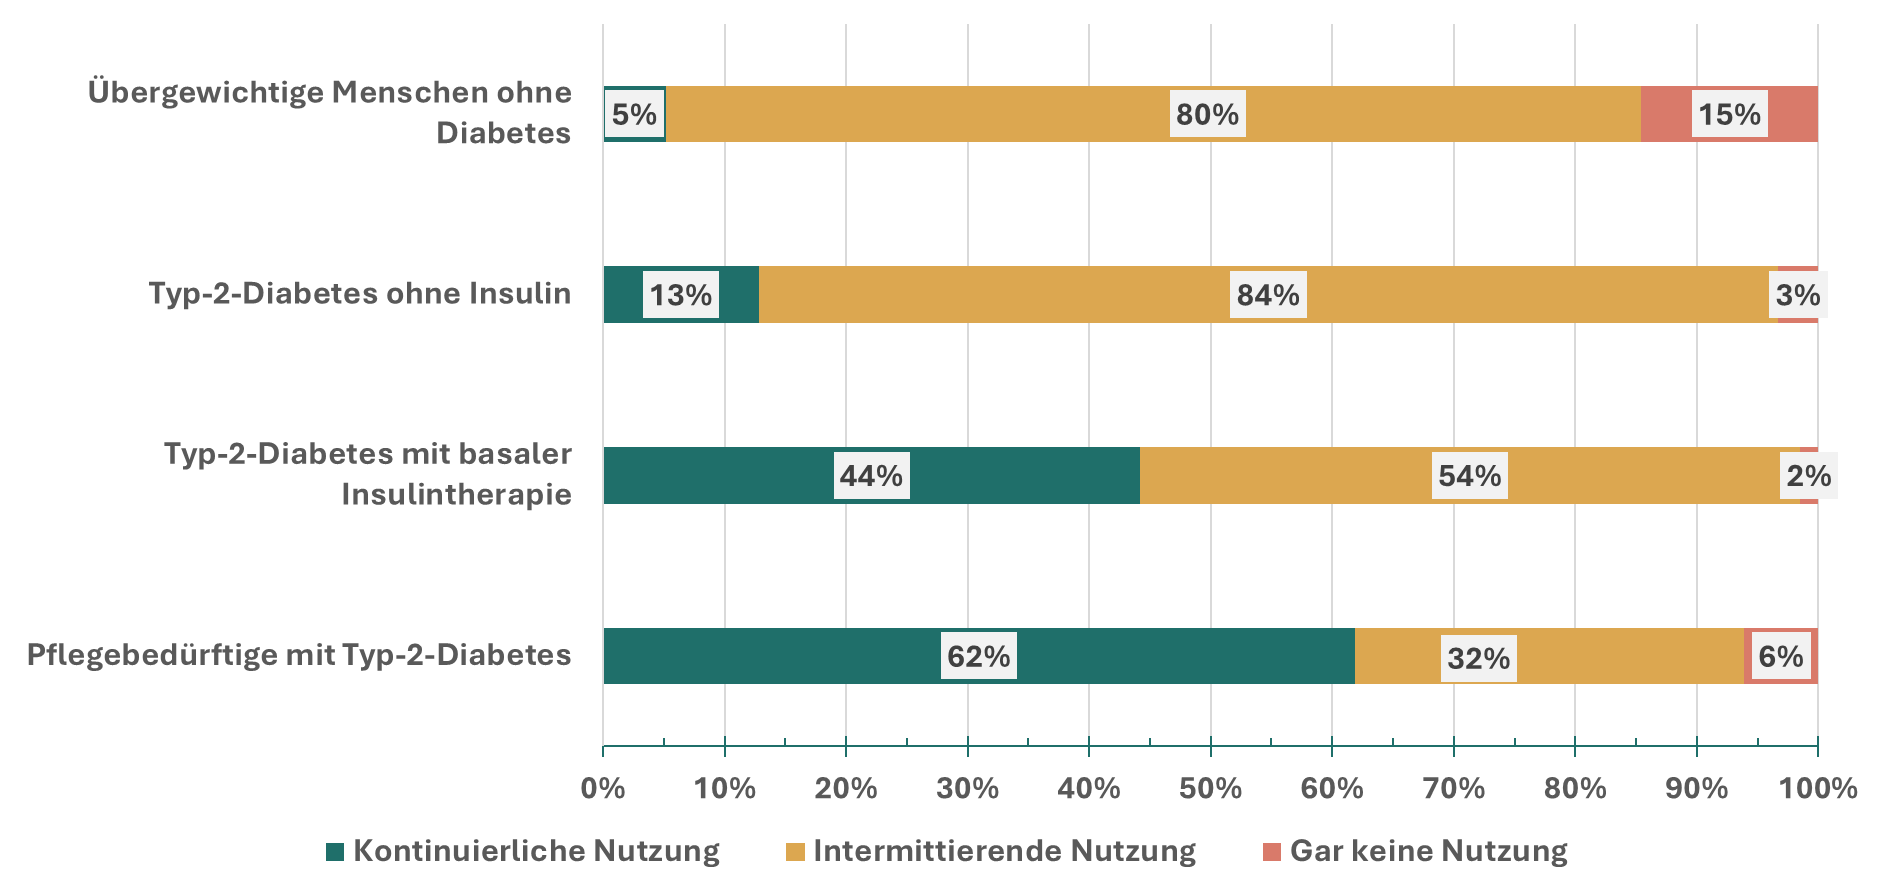 Übergewichtige Menschen ohne
Diabetes
5%
80%
15%
Typ-2-Diabetes ohne Insulin
13%
84%
3%
Typ-2-Diabetes mit basaler
Insulintherapie
44%
54%
2%
Pflegebedürftige mit Typ-2-Diabetes
62%
32%
6%
0% 10% 20% 30% 40% 50% 60% 70% 80% 90% 100%
Kontinuierliche Nutzung Intermittierende Nutzung Gar keine Nutzung